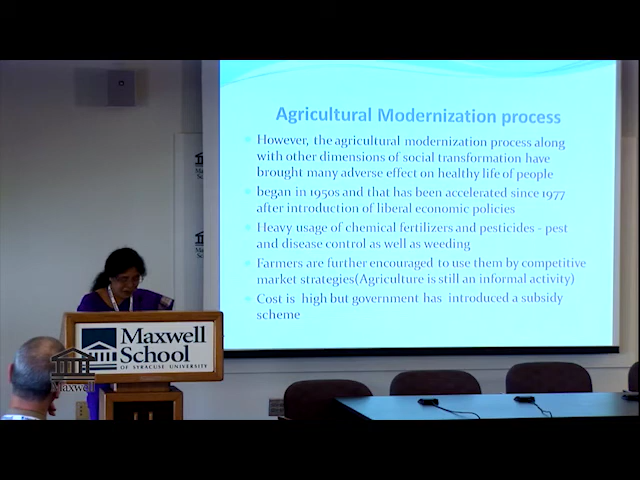 Agricultural Modernization process
However, the agricultural modernization process along
with other dimensions of social transformation have
brought many adverse effect on healthy life of people
began in 1950s and that has been accelerated since 1977
after introduction of liberal economic policies
Heavy usage of chemical fertilizers and pesticides - pest
and disease control as well as weeding
Farmers are further encouraged to use them by competitive
market strategies(Agriculture is still an informal activity)
Cost is high but government has introduced a subsidy
scheme
Maxwell
School
OF SYRACUSE UNIVERSITY
Maxwell
Maxwell
School
Maxwell
School